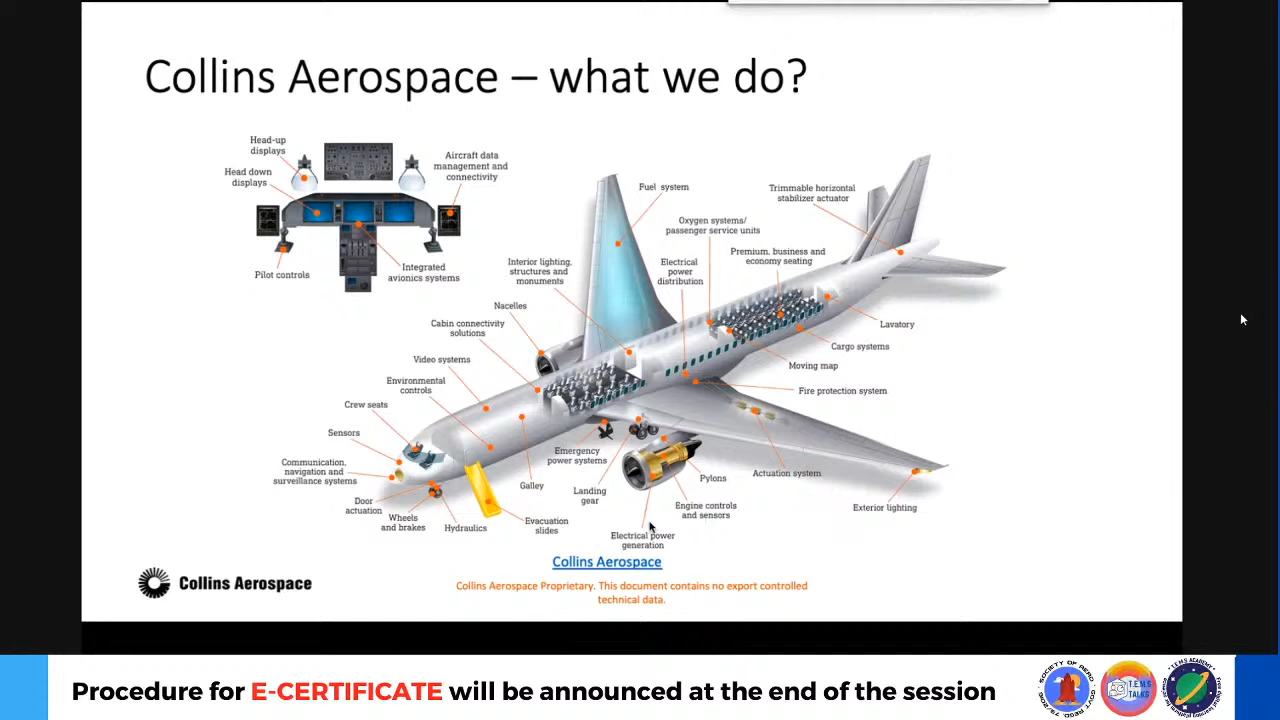 Collins Aerospace – what we do?
Head-up
displays
Head down
displays
Aircraft data
management and
connectivity
Pilot controls
Integrated
avionics systems
Fuel system
Trimmable horizontal
stabilizer actuator
Oxygen systems/
passenger service units
Premium, business and
economy seating
Interior lighting,
structures and
monuments
Electrical
power
distribution
Nacelles
Cabin connectivity
solutions
Lavatory
Cargo systems
Video systems
Moving map
Environmental
controls
Fire protection system
Crew seats
Sensors
Emergency
power systems
Communication,
navigation and
surveillance systems
Actuation system
Pylons
Galley
Landing
gear
Door
actuation
Engine controls
and sensors
Exterior lighting
Wheels
and brakes
Hydraulics
Evacuation
slides
Electrical power
generation
Collins Aerospace
Collins Aerospace
Collins Aerospace Proprietary. This document contains no export controlled
technical data.
Procedure for E-CERTIFICATE will be announced at the end of the session
T.E.M.S
TALKS
T.E.M.S ACADEMY